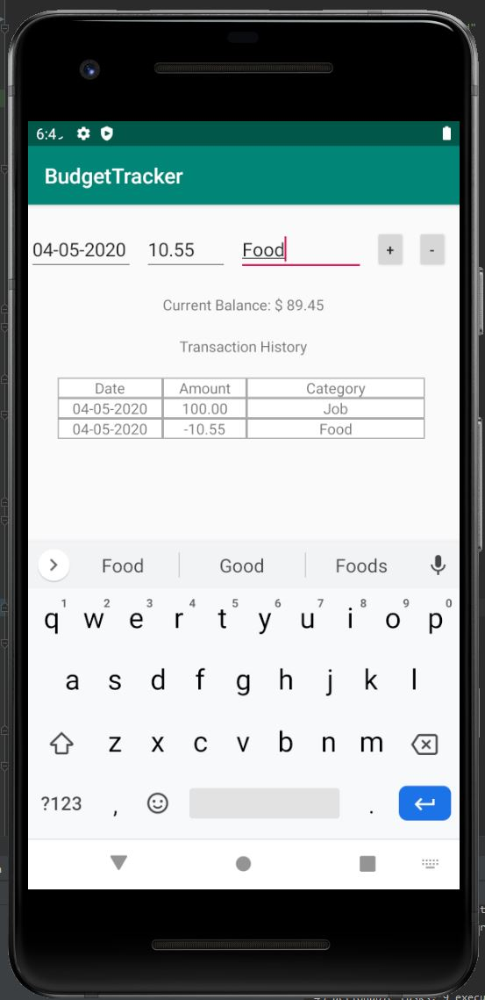 6:4
BudgetTracker
04-05-2020 10.55 Food + -
Current Balance: $ 89.45
Transaction History
Date Amount Category
04-05-2020 100.00 Job
04-05-2020 -10.55 Food
Food Good Foods
1 2 3 4 5 6 7 8 9 0
q w e r t y u i o p
a s d f g h j k l
z x c v b n m
?123 , .